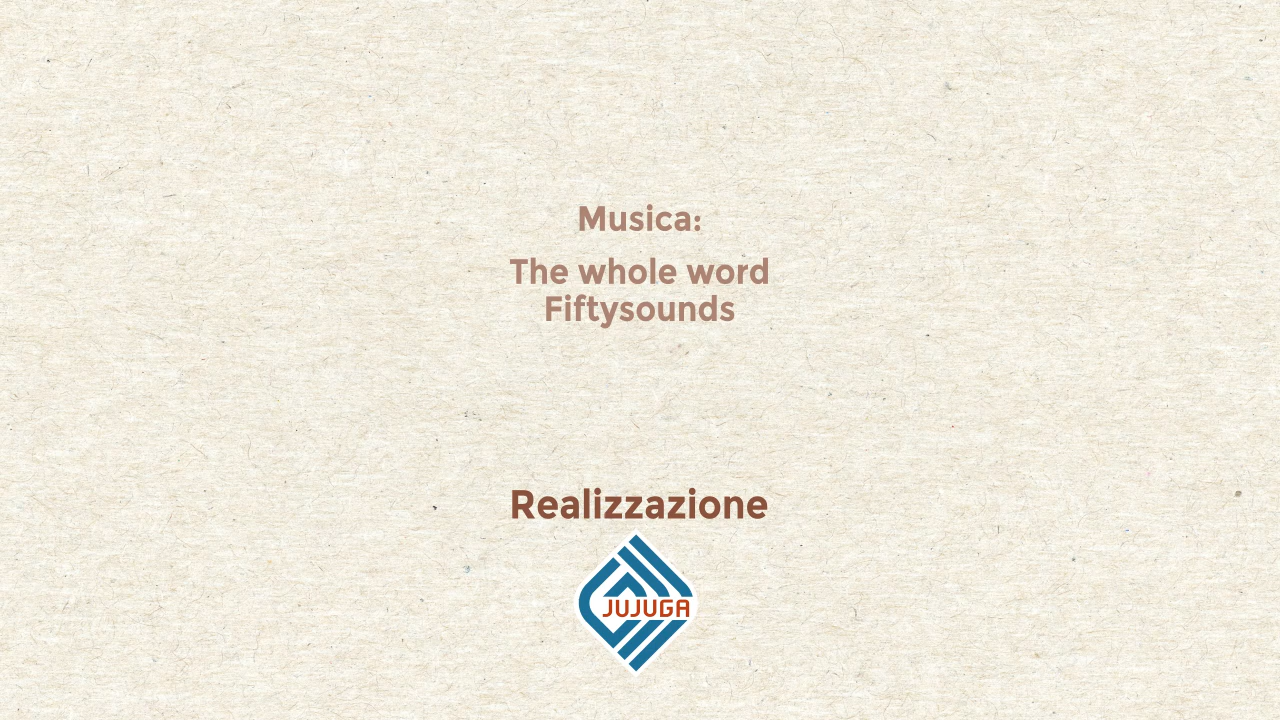 Musica:
The whole word
Fiftysounds
Realizzazione
JUJUGA